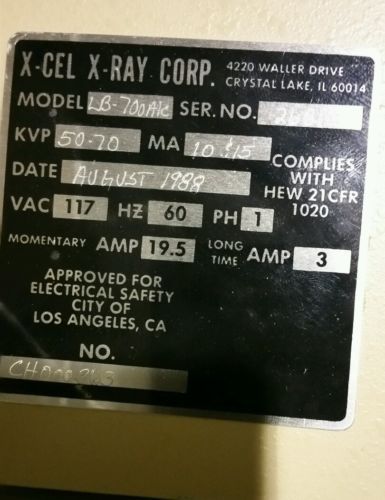 X-CEL X-RAY CORP. 4220 WALLER DRIVE
CRYSTAL LAKE, IL 60014
MODEL LB-700A/c SER. NO.
KVP 50-70 MA 10 &15
COMPLIES
WITH
HEW 21CFR
1020
DATE AUGUST 1988
VAC 117 HZ 60 PH 1
MOMENTARY AMP 19.5 LONG TIME AMP 3
APPROVED FOR
ELECTRICAL SAFETY
CITY OF
LOS ANGELES, CA
NO.